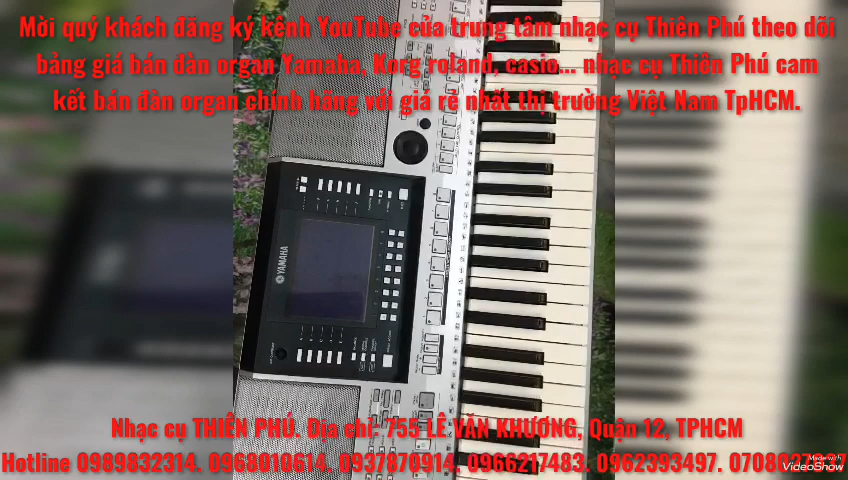 Mời quý khách đăng ký kênh YouTube của trung tâm nhạc cụ Thiên Phú theo dõi
bảng giá bán đàn organ Yamaha, Korg roland, casio... nhạc cụ Thiên Phú cam
kết bán đàn organ chính hãng với giá rẻ nhất thị trường Việt Nam TpHCM.
YAMAHA
Nhạc cụ THIÊN PHÚ. Địa chỉ: 755 LÊ VĂN KHƯƠNG, Quận 12, TPHCM
Hotline 0989832314. 0968010614. 0937870914. 0966217483. 0962393497.
Made with
VideoShow